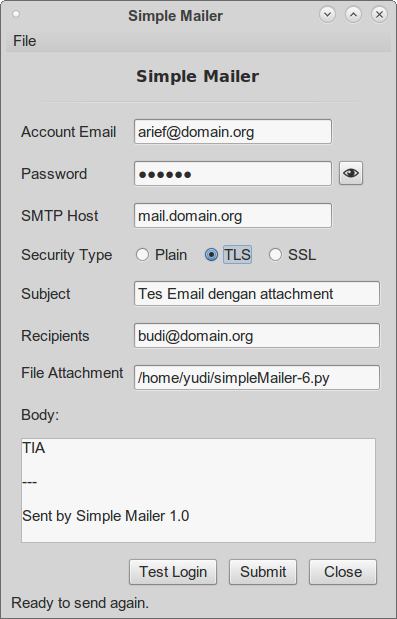 Simple Mailer
File
Simple Mailer
Account Email arief@domain.org
Password ●●●●●●
SMTP Host mail.domain.org
Security Type Plain TLS SSL
Subject Tes Email dengan attachment
Recipients budi@domain.org
File Attachment /home/yudi/simpleMailer-6.py
Body:
TIA
---
Sent by Simple Mailer 1.0
Test Login Submit Close
Ready to send again.